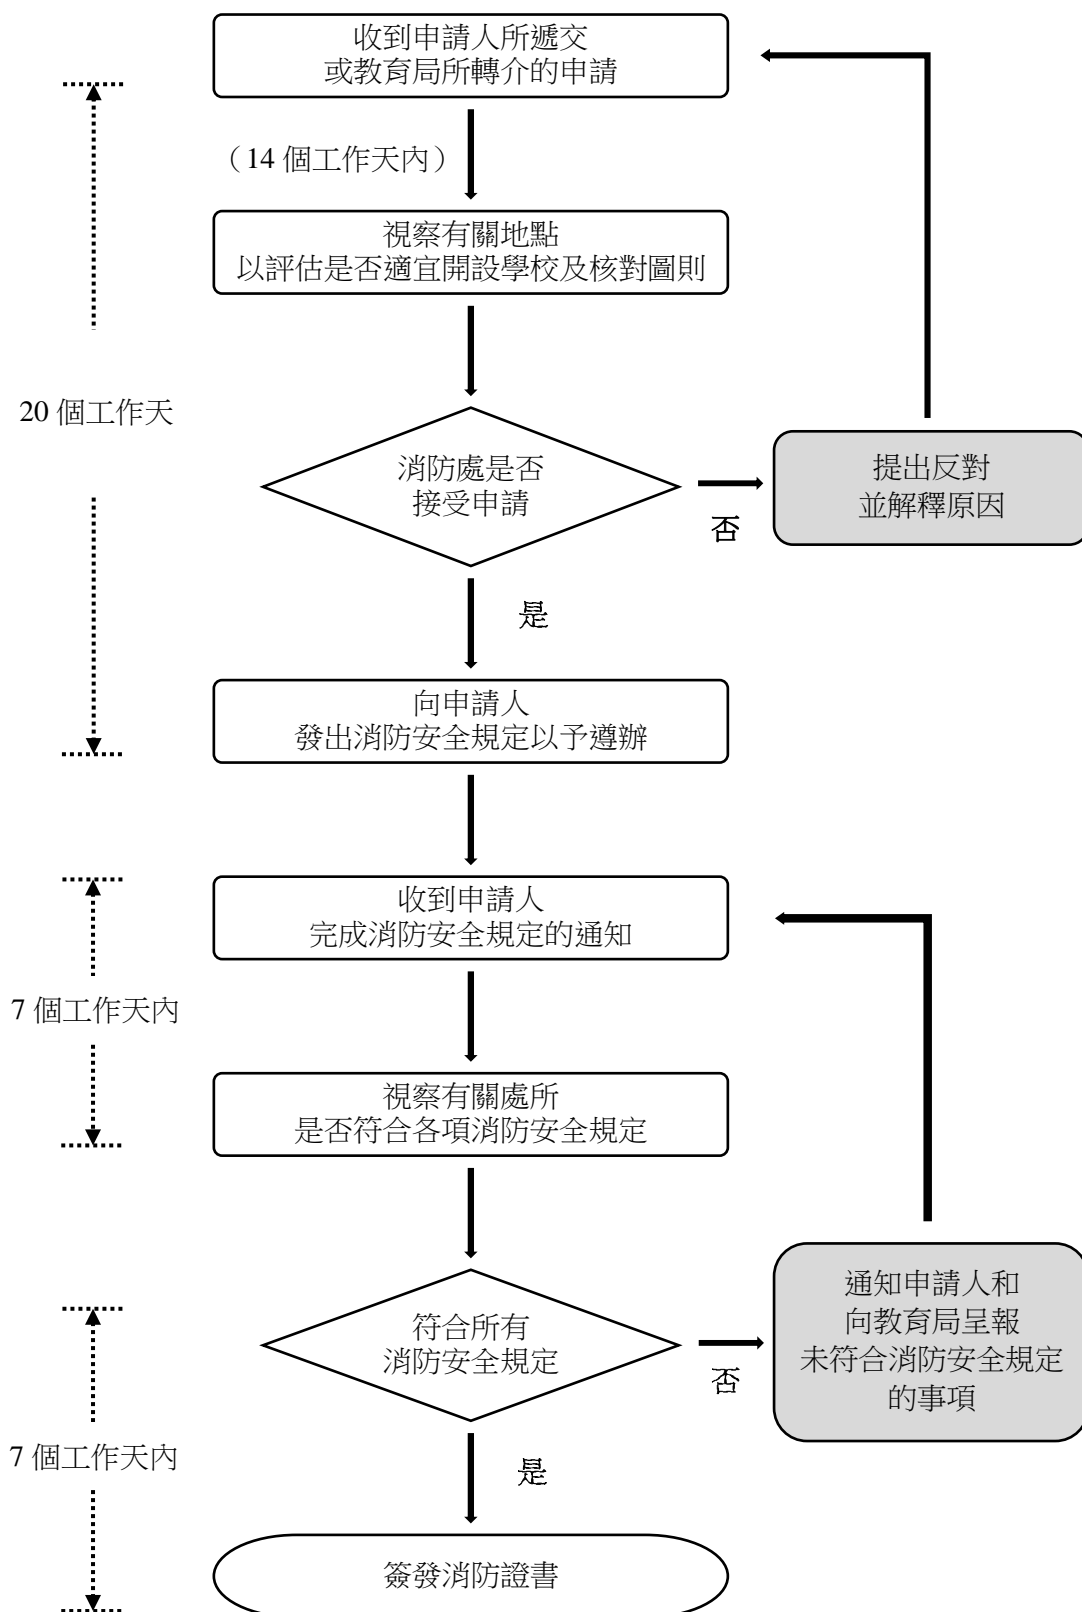 收到申請人所遞交
或教育局所轉介的申請
（14 個工作天內）
視察有關地點
以評估是否適宜開設學校及核對圖則
20 個工作天
消防處是否
接受申請
否
提出反對
並解釋原因
是
向申請人
發出消防安全規定以予遵辦
收到申請人
完成消防安全規定的通知
7 個工作天內
視察有關處所
是否符合各項消防安全規定
符合所有
消防安全規定
否
通知申請人和
向教育局呈報
未符合消防安全規定
的事項
7 個工作天內
是
簽發消防證書